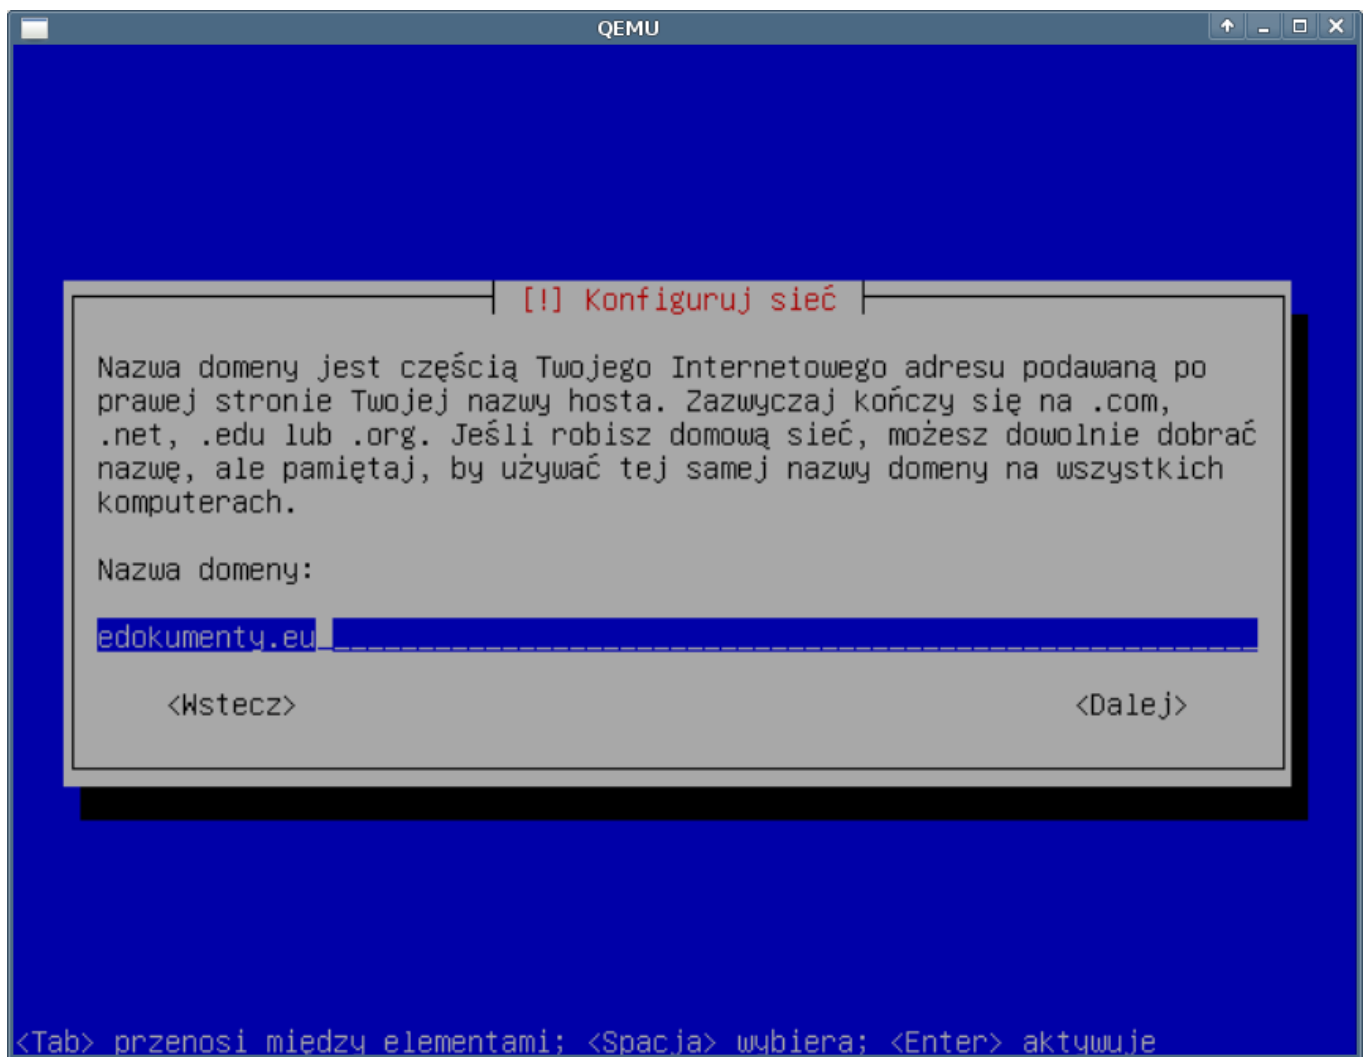 QEMU
[!] Konfiguruj sieć
Nazwa domeny jest częścią Twojego Internetowego adresu podawaną po
prawej stronie Twojej nazwy hosta. Zazwyczaj kończy się na .com,
.net, .edu lub .org. Jeśli robisz domową sieć, możesz dowolnie dobrać
nazwę, ale pamiętaj, by używać tej samej nazwy domeny na wszystkich
komputerach.
Nazwa domeny:
edokumenty.eu
<Wstecz> <Dalej>
<Tab> przenosi między elementami; <Spacja> wybiera; <Enter> aktywuje